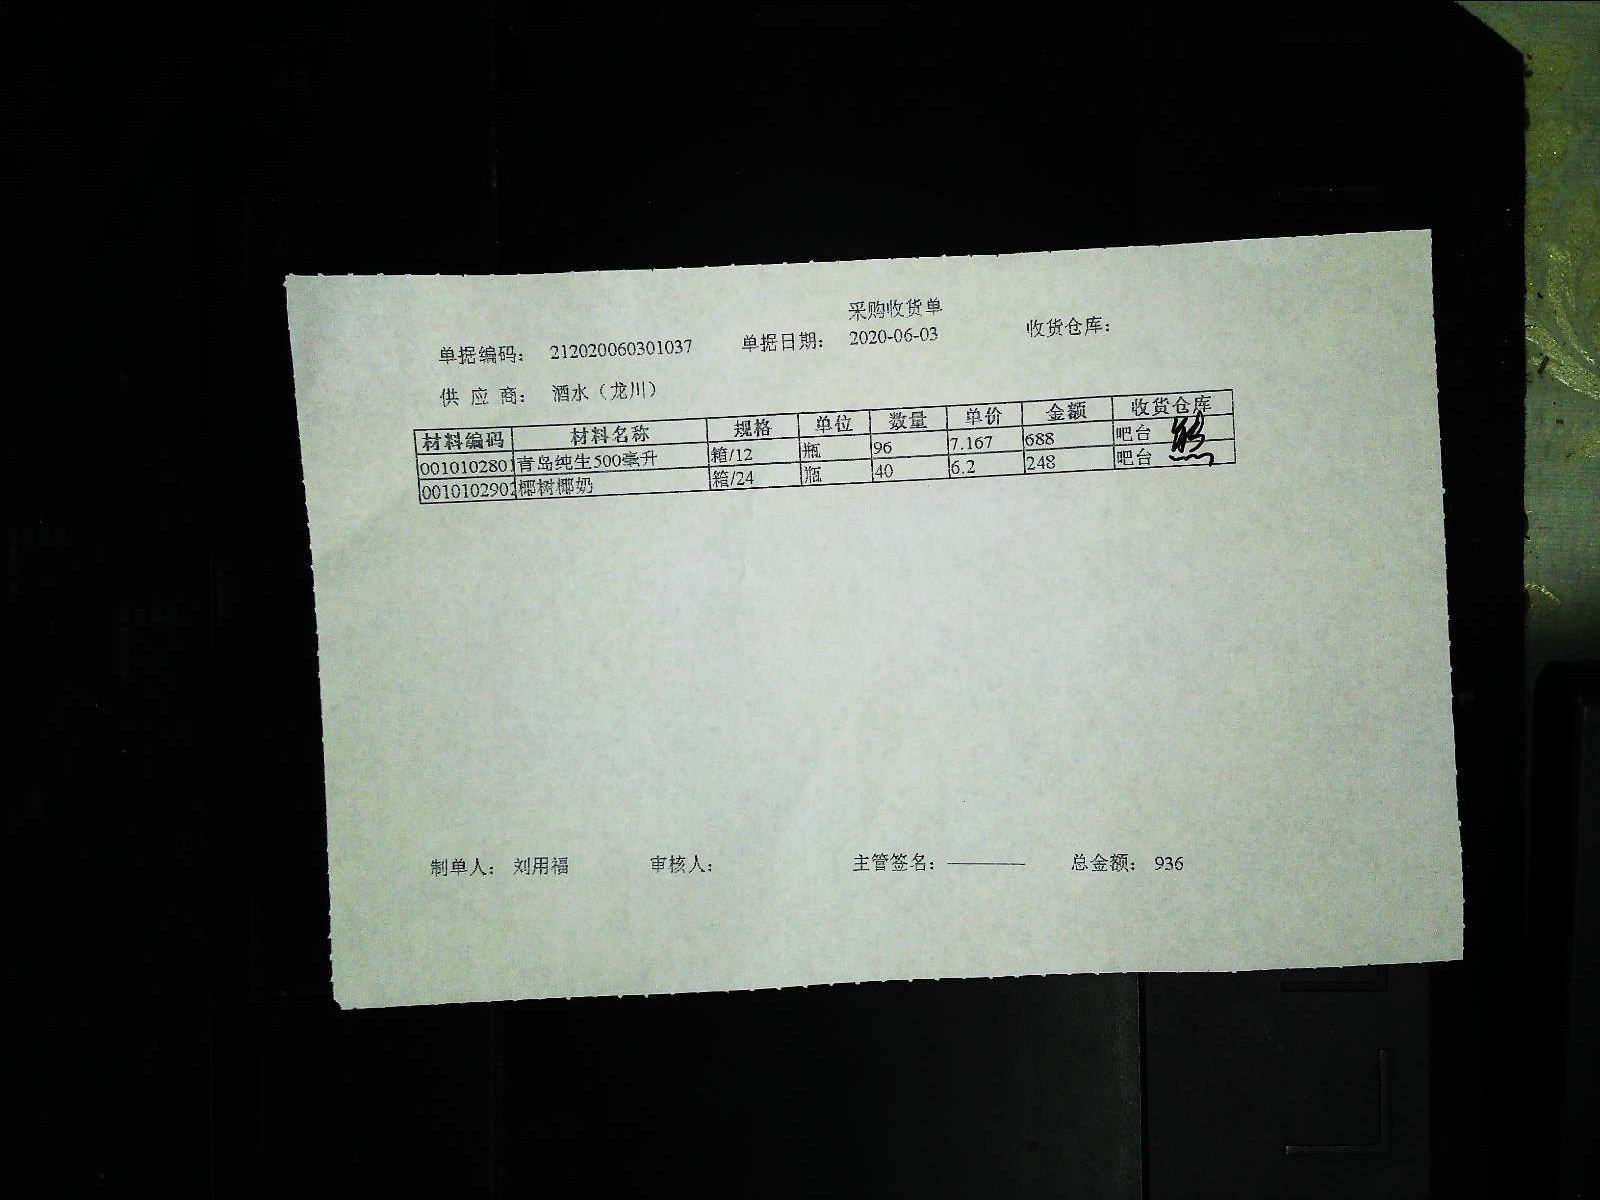 采购收货单
单据编码： 212020060301037 单据日期： 2020-06-03 收货仓库：
供 应 商： 酒水（龙川）
材料编码 材料名称 规格 单位 数量 单价 金额 收货仓库
0010102801 青岛纯生500毫升 箱/12 瓶 96 7.167 688 吧台
0010102902 椰树椰奶 箱/24 瓶 40 6.2 248 吧台
制单人： 刘用福 审核人： 主管签名： 总金额： 936